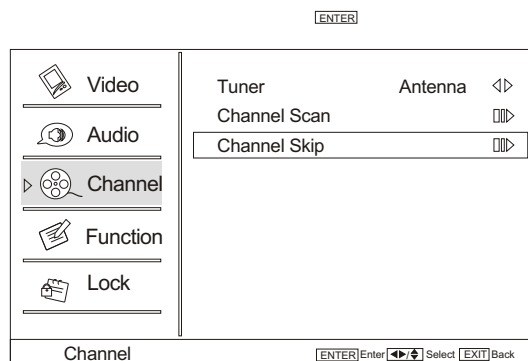 ENTER
Video
Tuner Antenna
Channel Scan
Audio
Channel Skip
Channel
Function
Lock
Channel ENTER Enter / Select EXIT Back